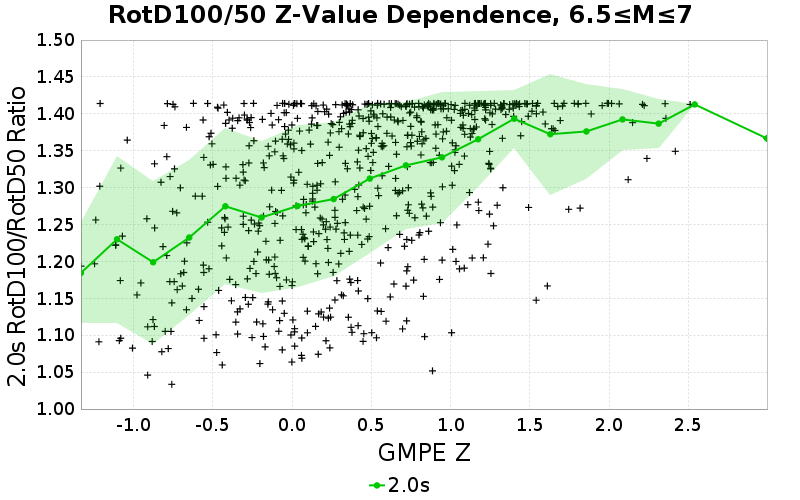 RotD100/50 Z-Value Dependence, 6.5≤M≤7
2.0s RotD100/RotD50 Ratio
1.50
1.45
1.40
1.35
1.30
1.25
1.20
1.15
1.10
1.05
1.00
-1.0 -0.5 0.0 0.5 1.0 1.5 2.0 2.5
GMPE Z
2.0s